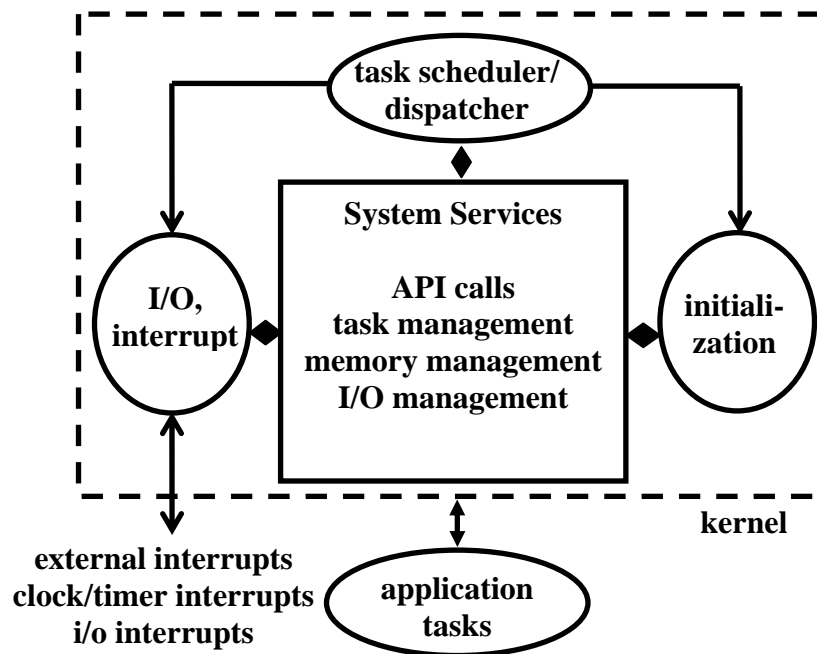 task scheduler/
dispatcher
System Services
API calls
task management
memory management
I/O management
I/O,
interrupt
initiali-
zation
kernel
external interrupts
clock/timer interrupts
i/o interrupts
application
tasks